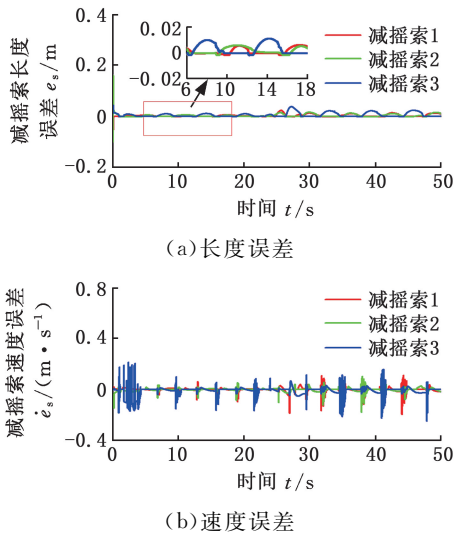 0.4
0.2
0
-0.2
减摇索长度
误差 eₛ/m
0.02
0
-0.02
6 10 14 18
减摇索1
减摇索2
减摇索3
0 10 20 30 40 50
时间 t/s
(a)长度误差
0.8
0.4
0
-0.4
减摇索速度误差
ėₛ/(m·s⁻¹)
减摇索1
减摇索2
减摇索3
0 10 20 30 40 50
时间 t/s
(b)速度误差